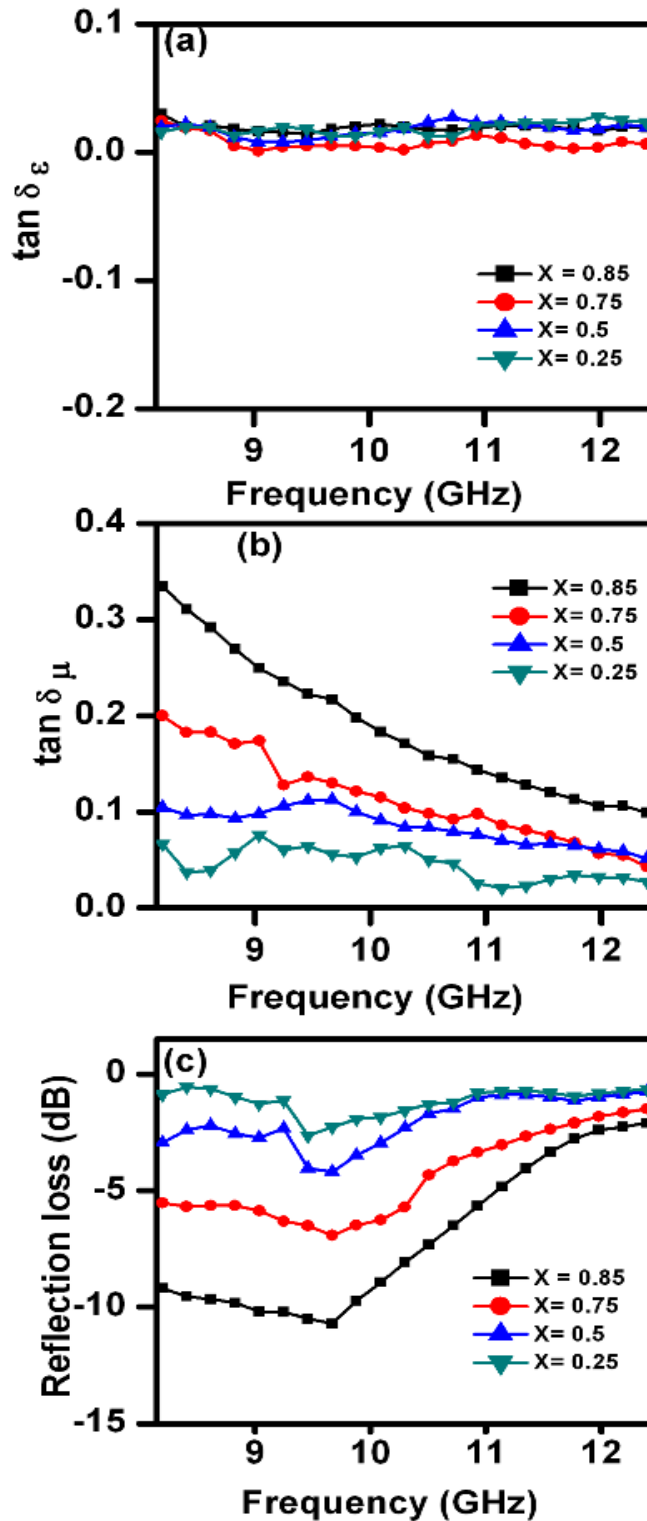 0.1
(a)
0.0
tan δ ε
-0.1
X = 0.85
X = 0.75
X = 0.5
X= 0.25
-0.2
9 10 11 12
Frequency (GHz)
0.4
(b)
X= 0.85
X= 0.75
X= 0.5
X= 0.25
0.3
tan δ μ
0.2
0.1
0.0
9 10 11 12
Frequency (GHz)
0
(c)
Reflection loss (dB)
-5
-10
X = 0.85
X= 0.75
X = 0.5
X= 0.25
-15
9 10 11 12
Frequency (GHz)